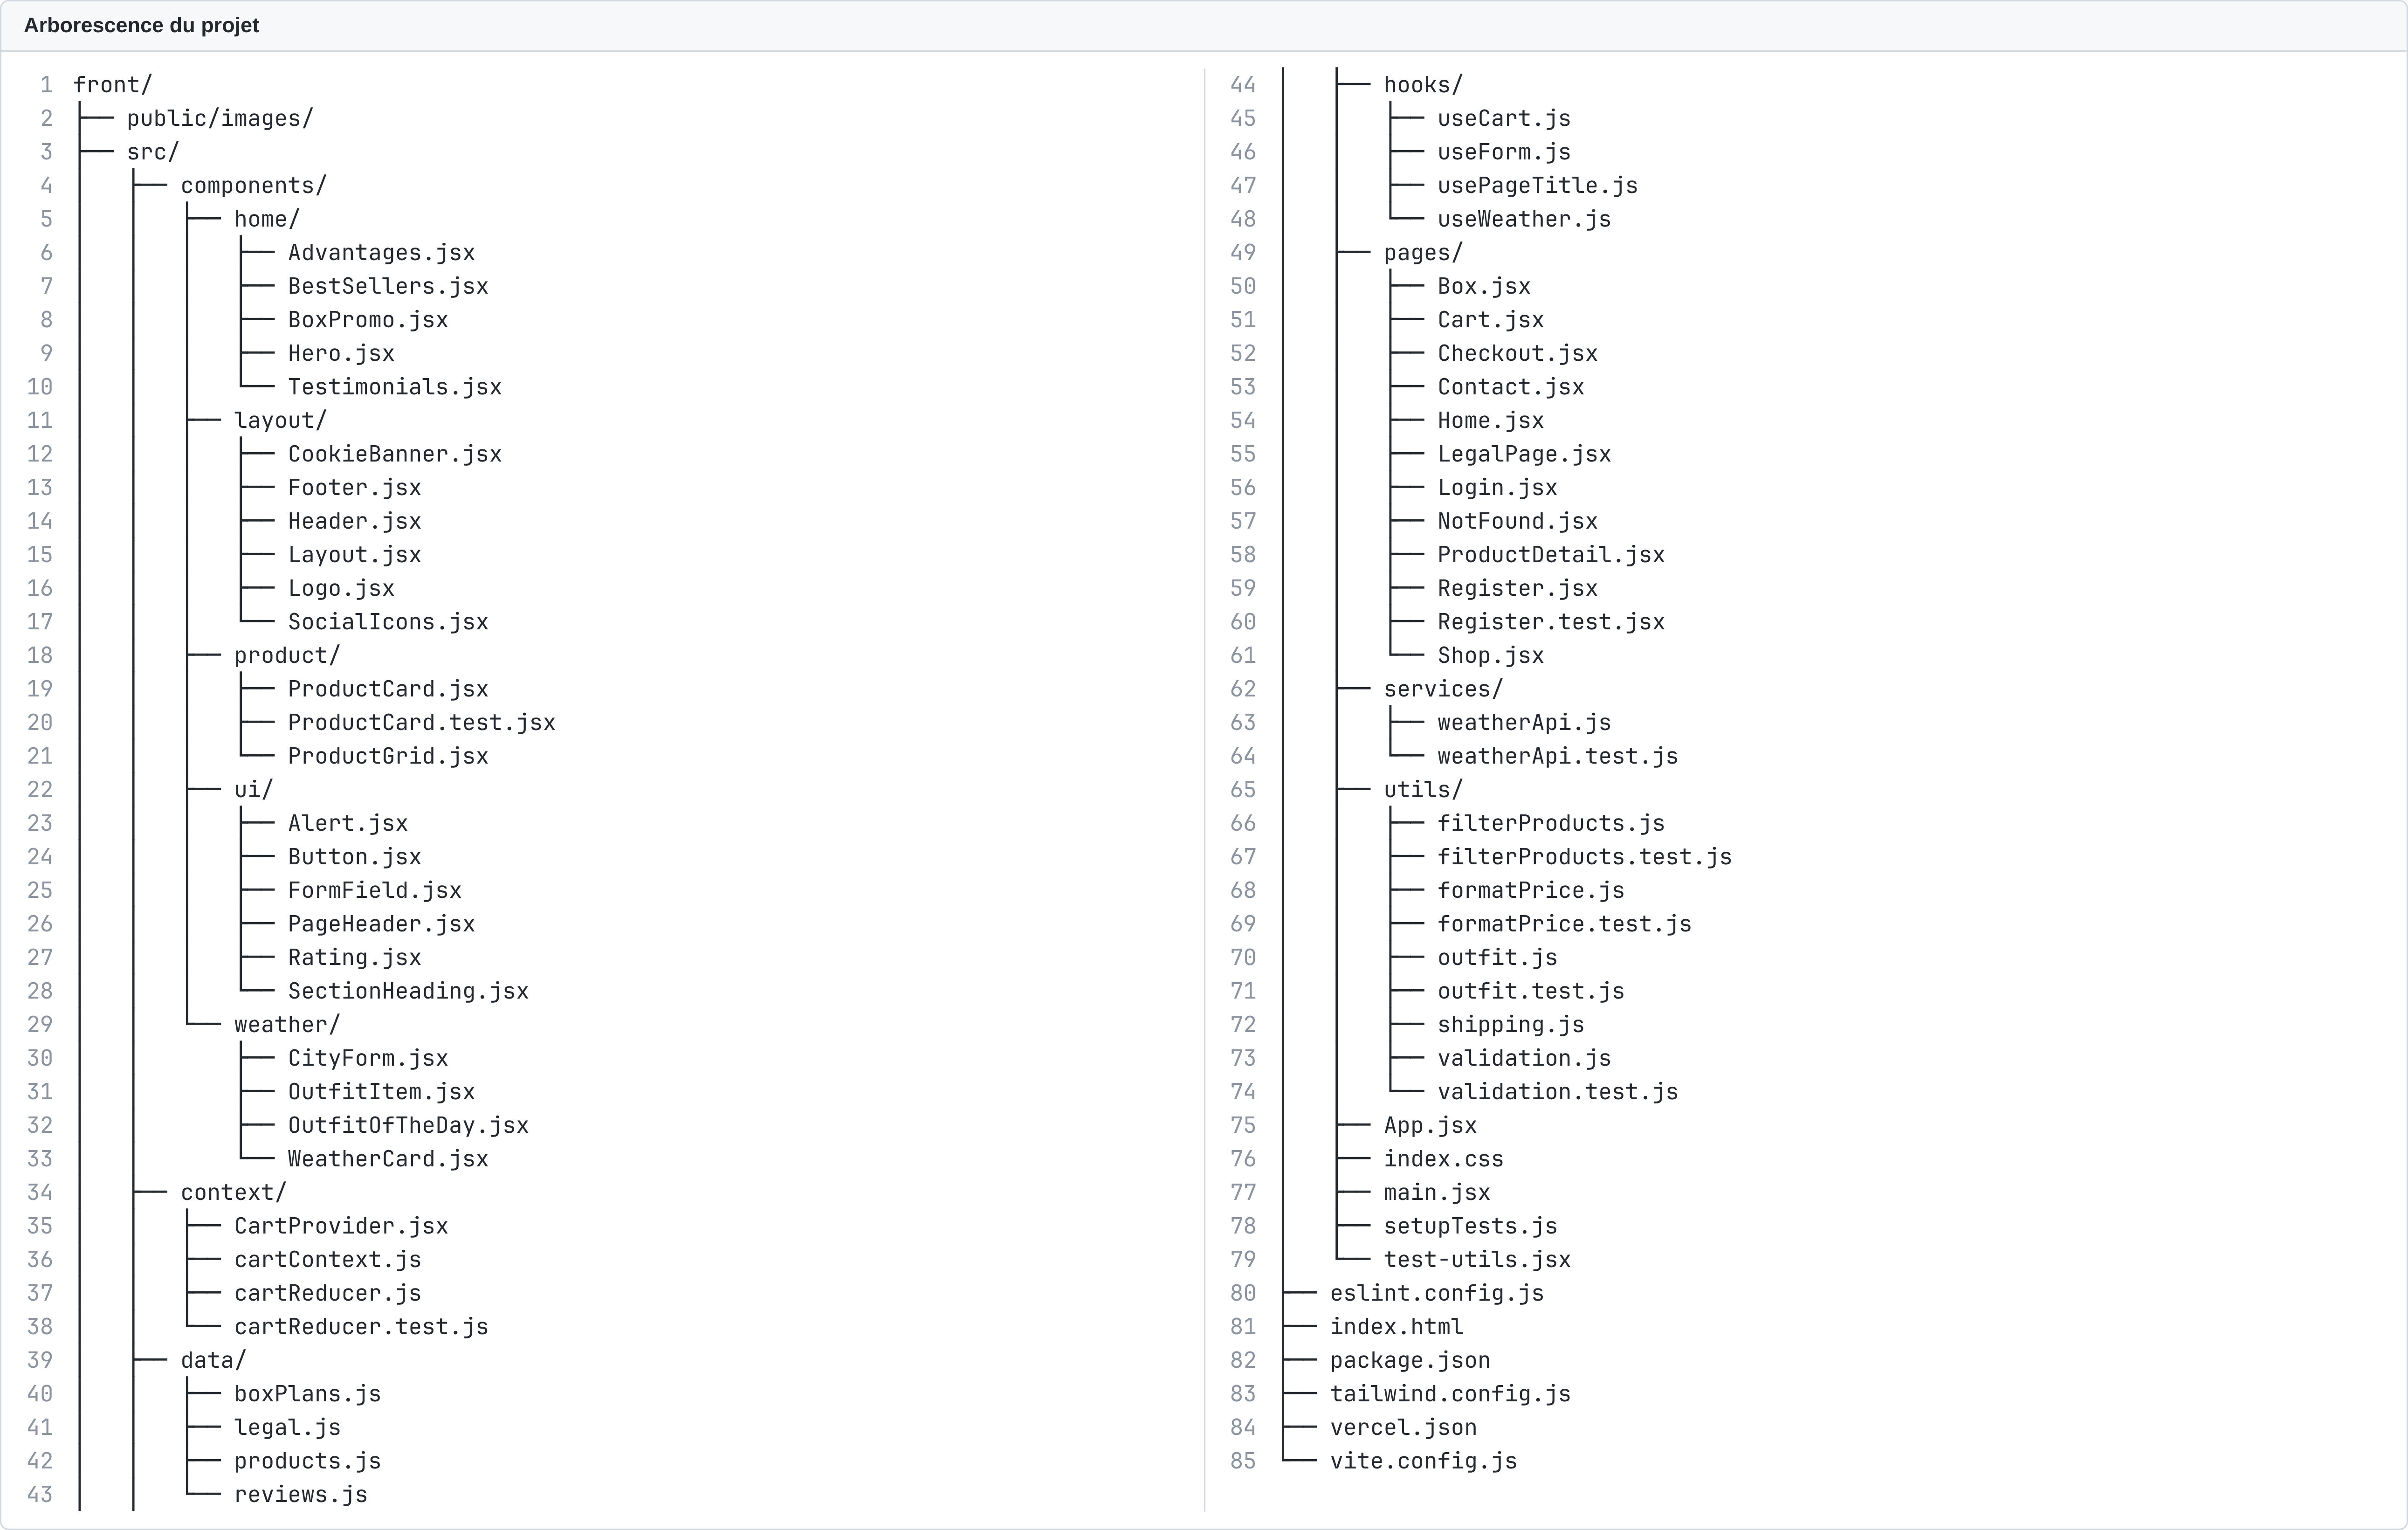 Arborescence du projet
1 front/
2 ├── public/images/
3 ├── src/
4 │   ├── components/
5 │   │   ├── home/
6 │   │   │   ├── Advantages.jsx
7 │   │   │   ├── BestSellers.jsx
8 │   │   │   ├── BoxPromo.jsx
9 │   │   │   ├── Hero.jsx
10 │   │   │   └── Testimonials.jsx
11 │   │   ├── layout/
12 │   │   │   ├── CookieBanner.jsx
13 │   │   │   ├── Footer.jsx
14 │   │   │   ├── Header.jsx
15 │   │   │   ├── Layout.jsx
16 │   │   │   ├── Logo.jsx
17 │   │   │   └── SocialIcons.jsx
18 │   │   ├── product/
19 │   │   │   ├── ProductCard.jsx
20 │   │   │   ├── ProductCard.test.jsx
21 │   │   │   └── ProductGrid.jsx
22 │   │   ├── ui/
23 │   │   │   ├── Alert.jsx
24 │   │   │   ├── Button.jsx
25 │   │   │   ├── FormField.jsx
26 │   │   │   ├── PageHeader.jsx
27 │   │   │   ├── Rating.jsx
28 │   │   │   └── SectionHeading.jsx
29 │   │   └── weather/
30 │   │       ├── CityForm.jsx
31 │   │       ├── OutfitItem.jsx
32 │   │       ├── OutfitOfTheDay.jsx
33 │   │       └── WeatherCard.jsx
34 │   ├── context/
35 │   │   ├── CartProvider.jsx
36 │   │   ├── cartContext.js
37 │   │   ├── cartReducer.js
38 │   │   └── cartReducer.test.js
39 │   ├── data/
40 │   │   ├── boxPlans.js
41 │   │   ├── legal.js
42 │   │   ├── products.js
43 │   │   └── reviews.js
44 │   ├── hooks/
45 │   │   ├── useCart.js
46 │   │   ├── useForm.js
47 │   │   ├── usePageTitle.js
48 │   │   └── useWeather.js
49 │   ├── pages/
50 │   │   ├── Box.jsx
51 │   │   ├── Cart.jsx
52 │   │   ├── Checkout.jsx
53 │   │   ├── Contact.jsx
54 │   │   ├── Home.jsx
55 │   │   ├── LegalPage.jsx
56 │   │   ├── Login.jsx
57 │   │   ├── NotFound.jsx
58 │   │   ├── ProductDetail.jsx
59 │   │   ├── Register.jsx
60 │   │   ├── Register.test.jsx
61 │   │   └── Shop.jsx
62 │   ├── services/
63 │   │   ├── weatherApi.js
64 │   │   └── weatherApi.test.js
65 │   ├── utils/
66 │   │   ├── filterProducts.js
67 │   │   ├── filterProducts.test.js
68 │   │   ├── formatPrice.js
69 │   │   ├── formatPrice.test.js
70 │   │   ├── outfit.js
71 │   │   ├── outfit.test.js
72 │   │   ├── shipping.js
73 │   │   ├── validation.js
74 │   │   └── validation.test.js
75 │   ├── App.jsx
76 │   ├── index.css
77 │   ├── main.jsx
78 │   ├── setupTests.js
79 │   └── test-utils.jsx
80 ├── eslint.config.js
81 ├── index.html
82 ├── package.json
83 ├── tailwind.config.js
84 ├── vercel.json
85 └── vite.config.js